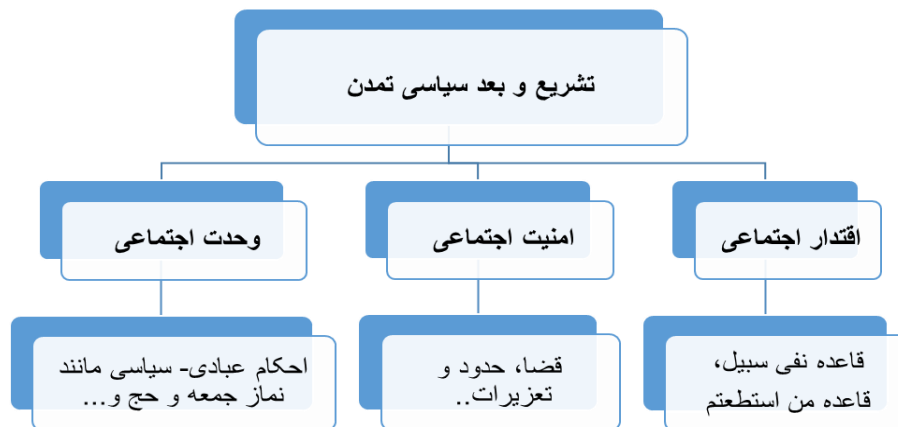 تشریع و بعد سیاسی تمدن
اقتدار اجتماعی
امنیت اجتماعی
وحدت اجتماعی
قاعده نفی سبیل،
قاعده من استطعتم
قضا، حدود و
تعزیرات..
احکام عبادی- سیاسی مانند
نماز جمعه و حج و...